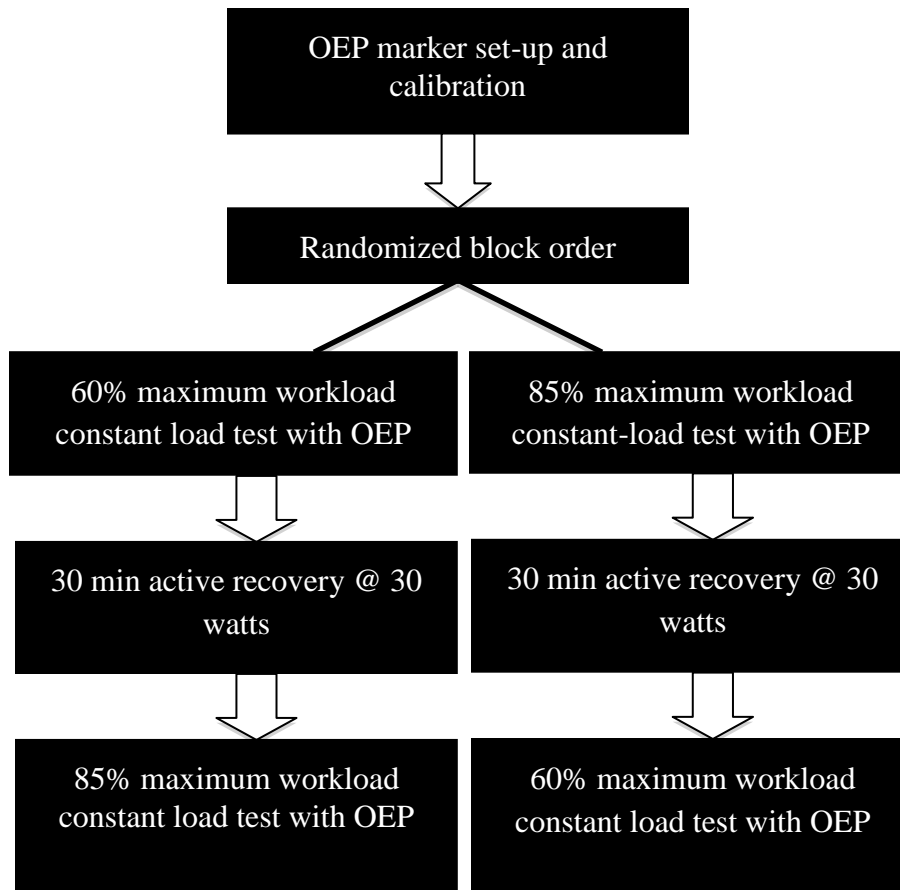 OEP marker set-up and
calibration
Randomized block order
60% maximum workload
constant load test with OEP
85% maximum workload
constant-load test with OEP
30 min active recovery @ 30
watts
30 min active recovery @ 30
watts
85% maximum workload
constant load test with OEP
60% maximum workload
constant load test with OEP